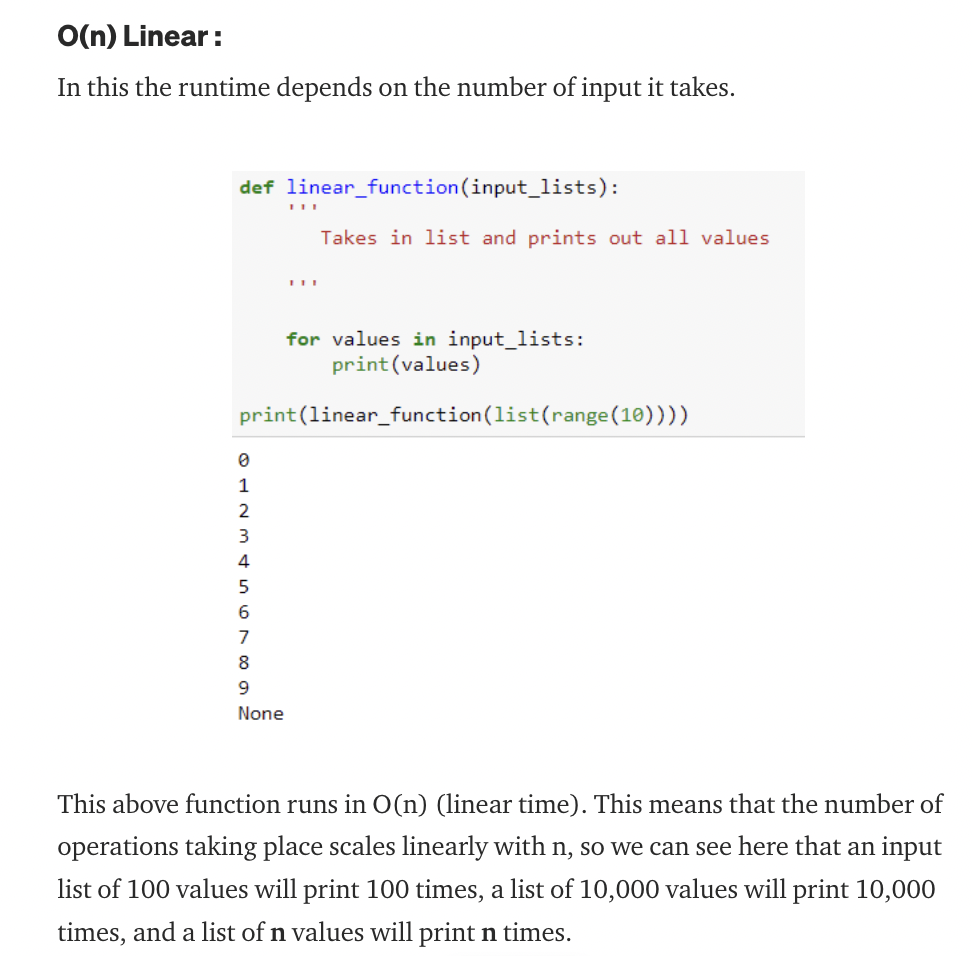 O(n) Linear :
In this the runtime depends on the number of input it takes.
def linear_function(input_lists):
'''
Takes in list and prints out all values
'''
for values in input_lists:
print(values)
print(linear_function(list(range(10))))
0
1
2
3
4
5
6
7
8
9
None
This above function runs in O(n) (linear time). This means that the number of
operations taking place scales linearly with n, so we can see here that an input
list of 100 values will print 100 times, a list of 10,000 values will print 10,000
times, and a list of n values will print n times.